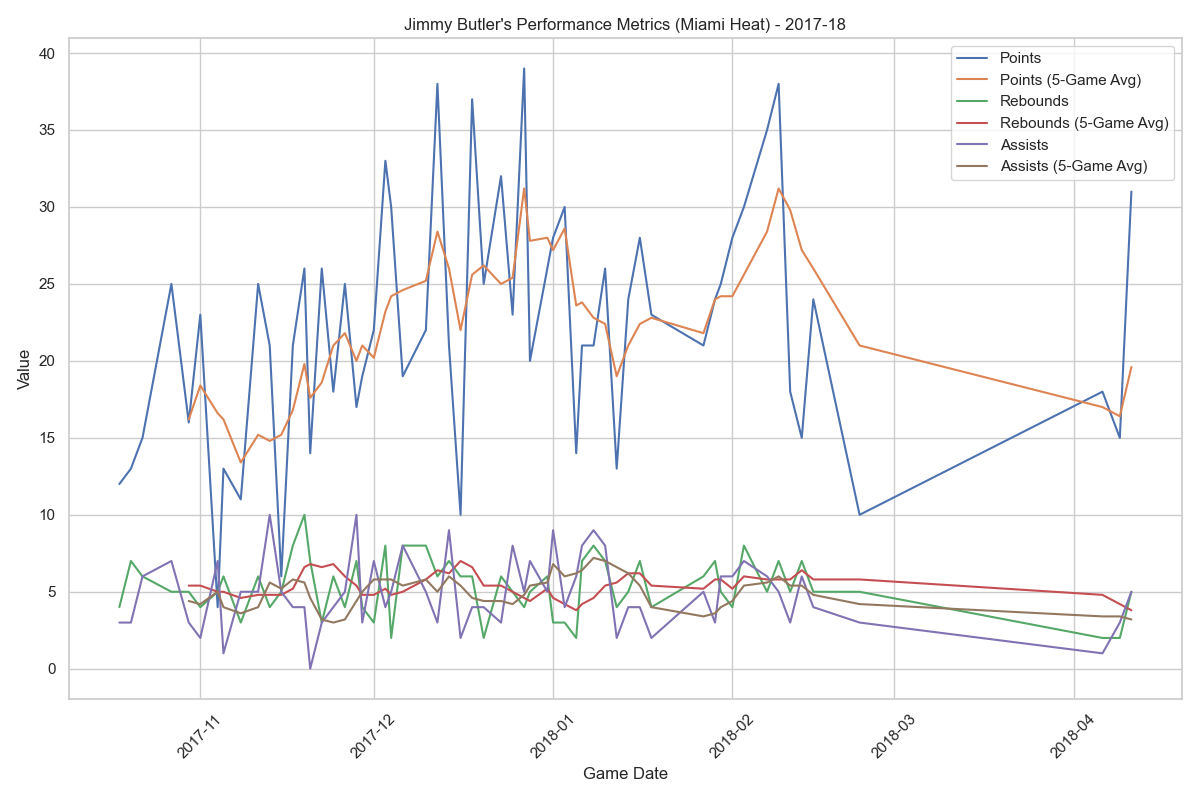 Jimmy Butler's Performance Metrics (Miami Heat) - 2017-18
Points
Points (5-Game Avg)
Rebounds
Rebounds (5-Game Avg)
Assists
Assists (5-Game Avg)
Value
40
35
30
25
20
15
10
5
0
2017-11
2017-12
2018-01
2018-02
2018-03
2018-04
Game Date